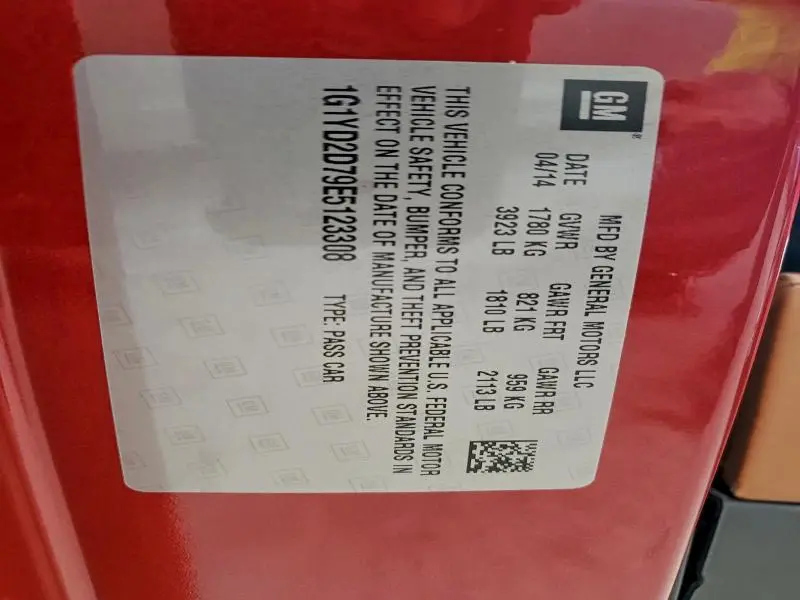 GM®
MFD BY GENERAL MOTORS LLC
DATE GVWR GAWR FRT GAWR RR
04/14 1780 KG 821 KG 959 KG
3923 LB 1810 LB 2113 LB
THIS VEHICLE CONFORMS TO ALL APPLICABLE U.S. FEDERAL MOTOR
VEHICLE SAFETY, BUMPER, AND THEFT PREVENTION STANDARDS IN
EFFECT ON THE DATE OF MANUFACTURE SHOWN ABOVE.
1G1YD2D79E5123308 TYPE: PASS CAR